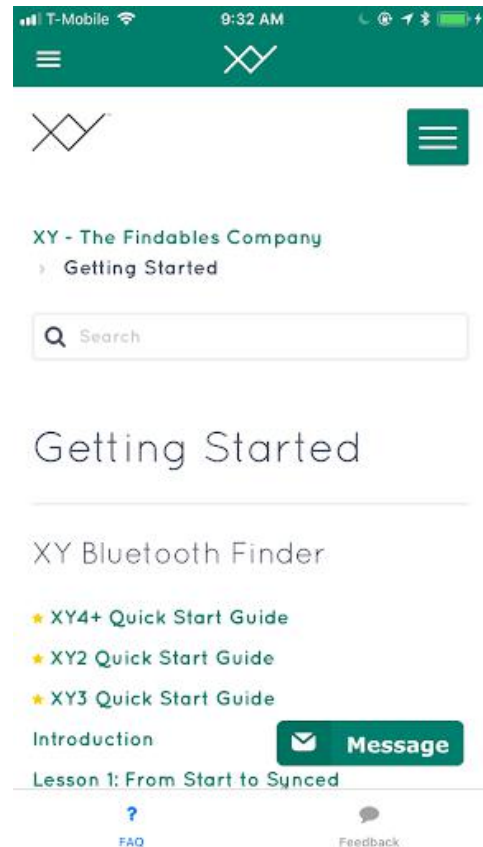 T-Mobile 9:32 AM
XY
XY
XY - The Findables Company
› Getting Started
Search
Getting Started
XY Bluetooth Finder
XY4+ Quick Start Guide
XY2 Quick Start Guide
XY3 Quick Start Guide
Introduction
Message
Lesson 1: From Start to Synced
? 
FAQ Feedback